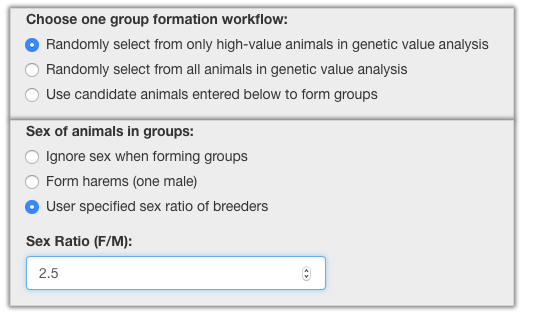 Choose one group formation workflow:
Randomly select from only high-value animals in genetic value analysis
Randomly select from all animals in genetic value analysis
Use candidate animals entered below to form groups
Sex of animals in groups:
Ignore sex when forming groups
Form harems (one male)
User specified sex ratio of breeders
Sex Ratio (F/M):
2.5